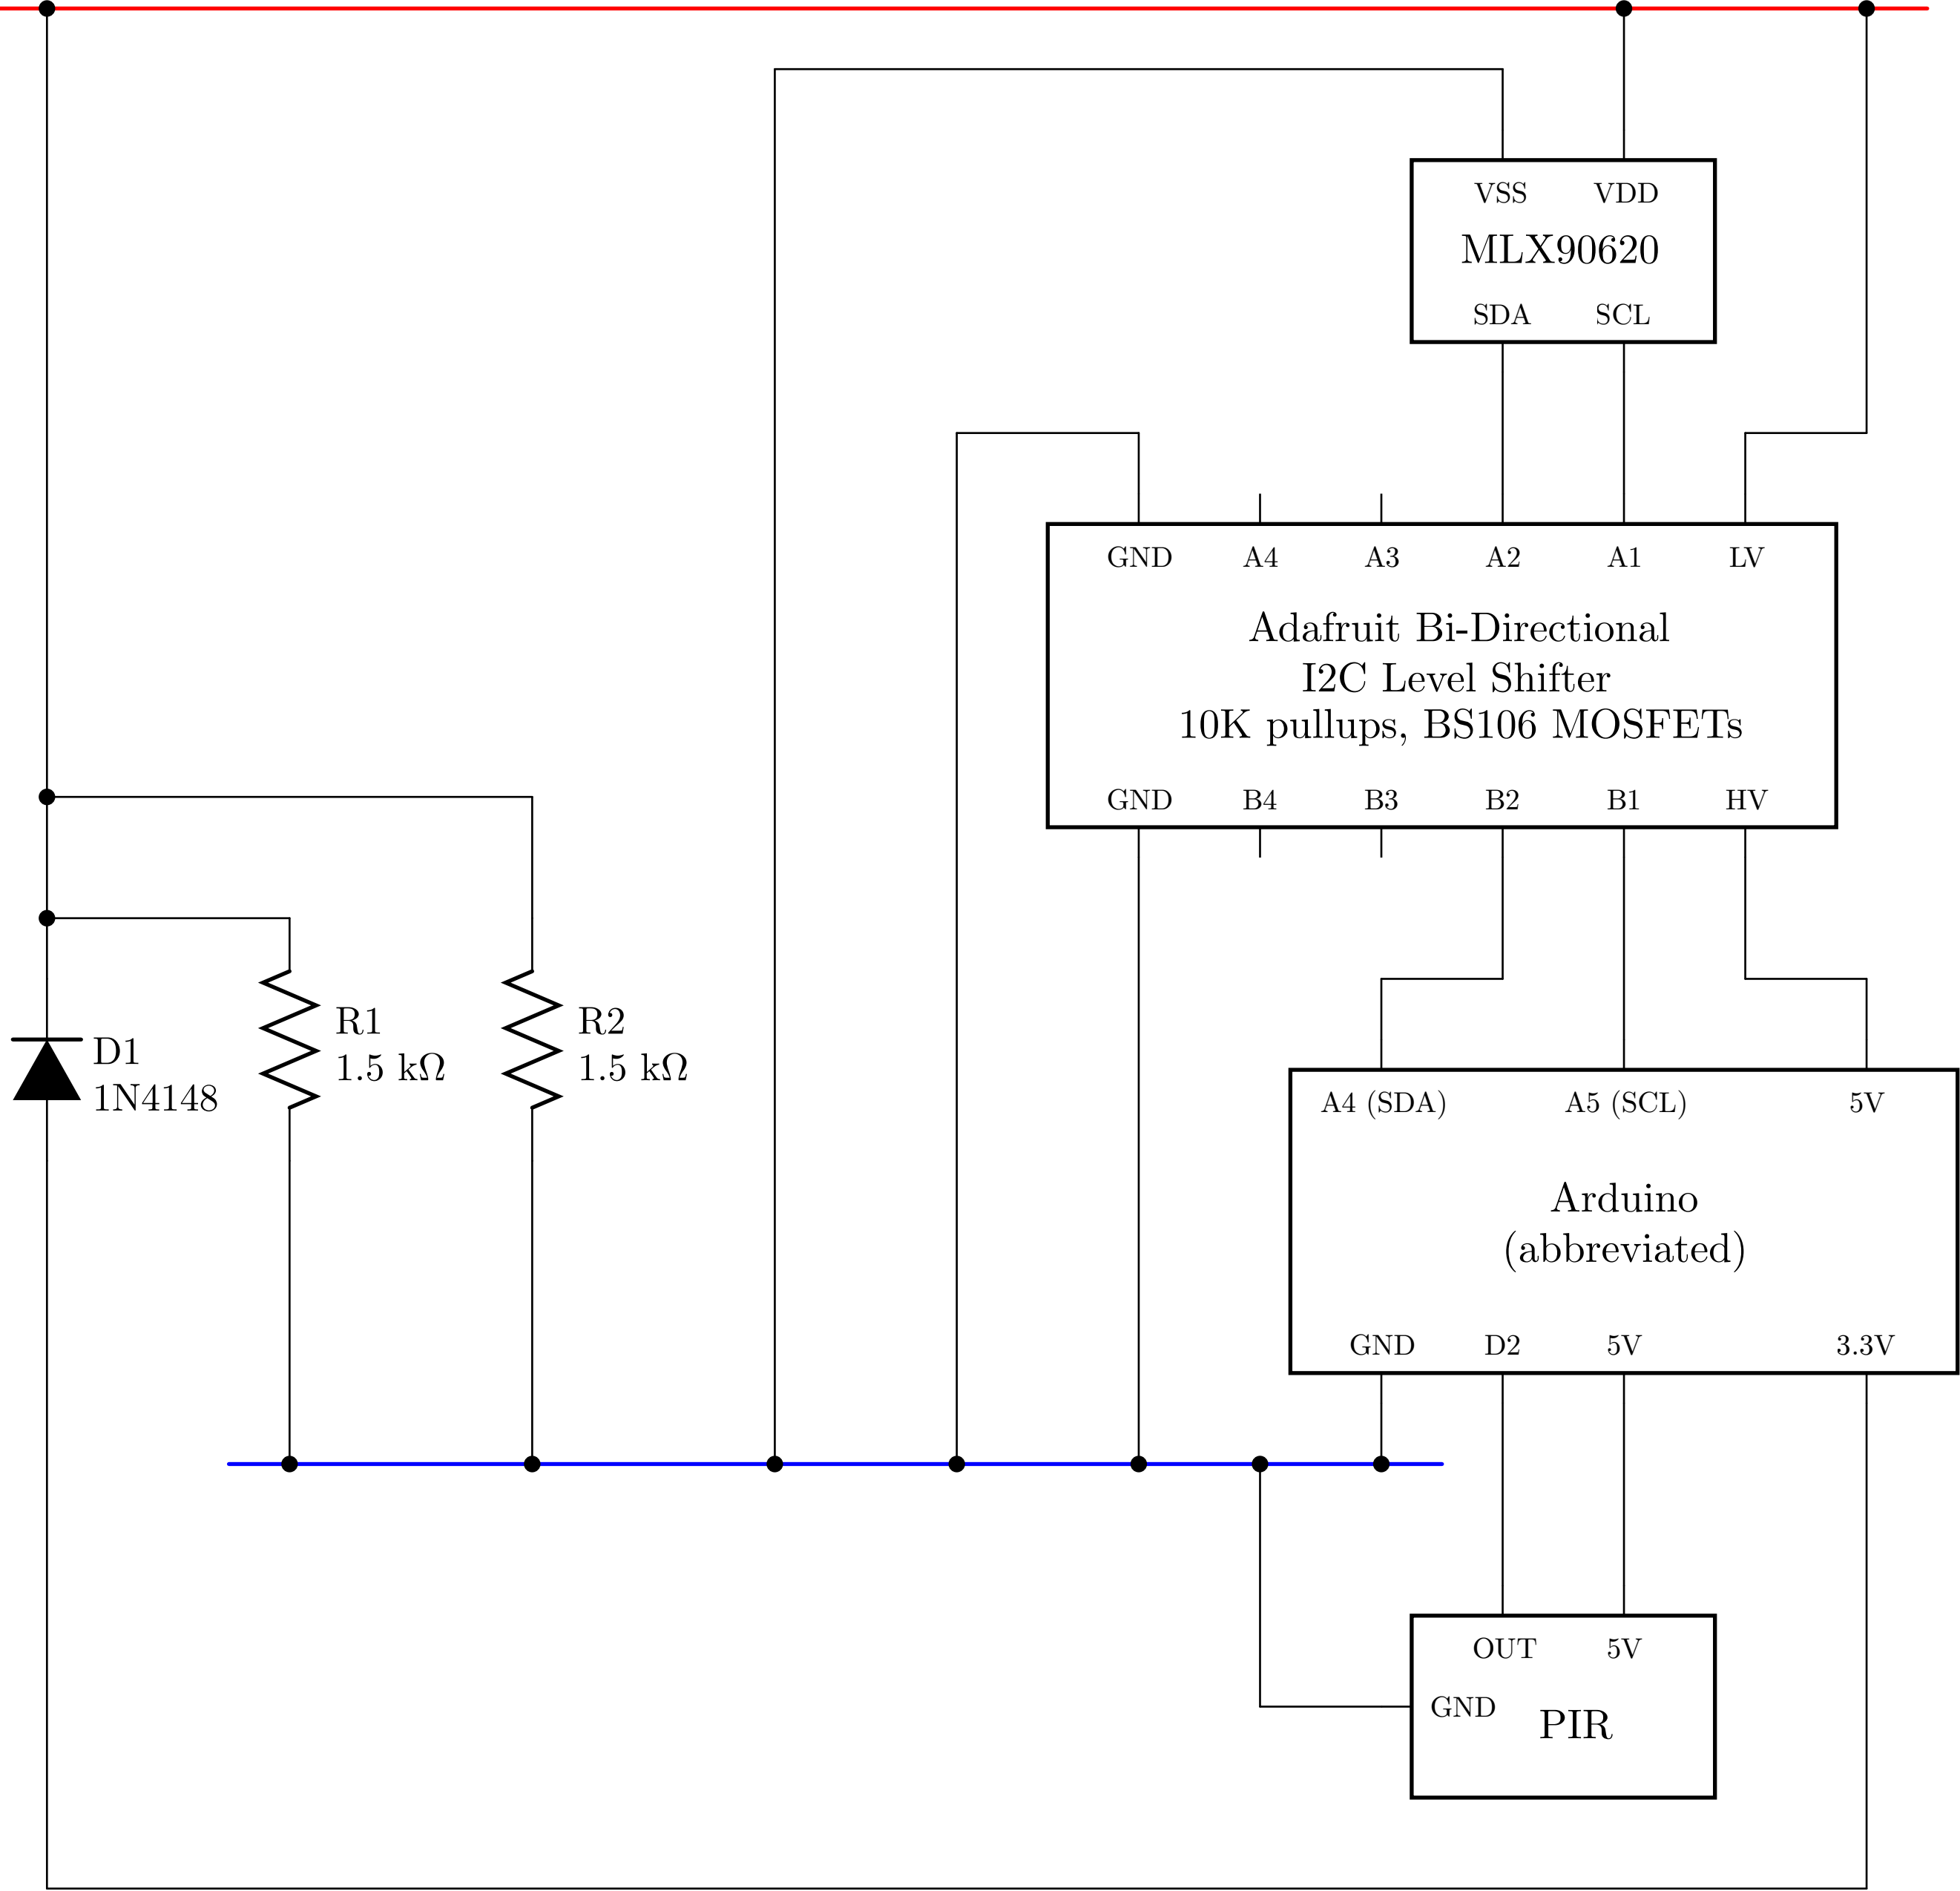 VSS VDD
MLX90620
SDA SCL
GND A4 A3 A2 A1 LV
Adafruit Bi-Directional
I2C Level Shifter
10K pullups, BS106 MOSFETs
GND B4 B3 B2 B1 HV
D1
1N4148
R1
1.5 kΩ
R2
1.5 kΩ
A4 (SDA) A5 (SCL) 5V
Arduino
(abbreviated)
GND D2 5V 3.3V
OUT 5V
GND
PIR